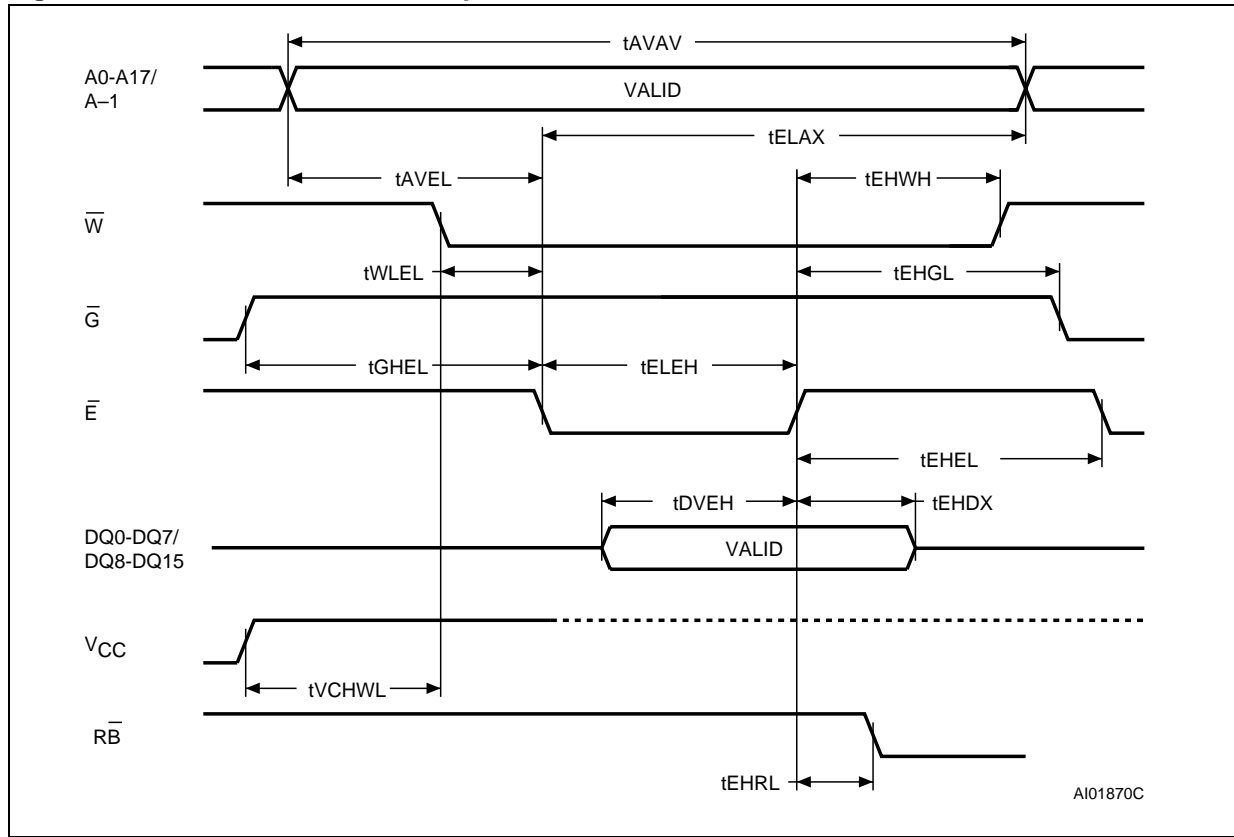 tAVAV
A0-A17/
A–1
VALID
tELAX
tAVEL
tEHWH
W̅
tWLEL
tEHGL
G̅
tGHEL
tELEH
E̅
tEHEL
tDVEH
tEHDX
DQ0-DQ7/
DQ8-DQ15
VALID
VCC
tVCHWL
RB̅
tEHRL
AI01870C